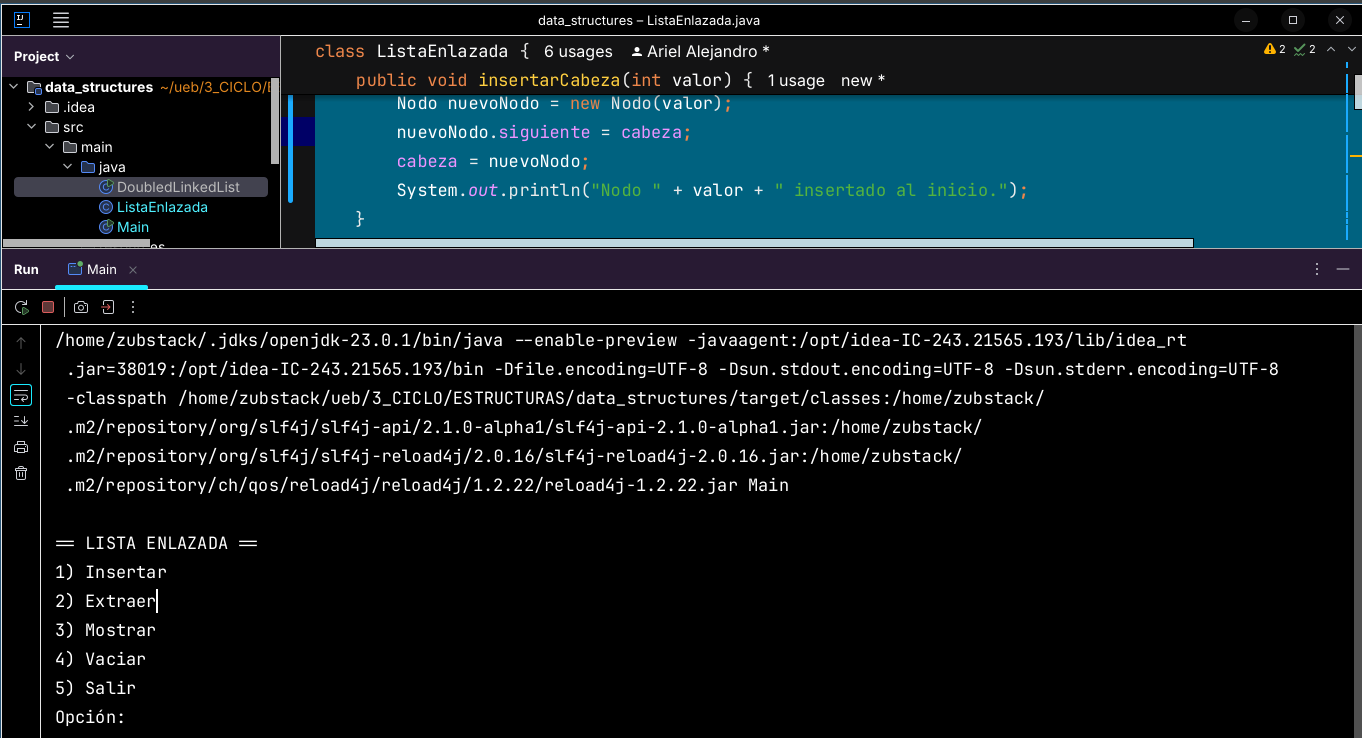 data_structures – ListaEnlazada.java
Project
data_structures ~/ueb/3_CICLO/E
.idea
src
main
java
DoubledLinkedList
ListaEnlazada
Main
class ListaEnlazada { 6 usages Ariel Alejandro *
2 2
public void insertarCabeza(int valor) { 1 usage new *
Nodo nuevoNodo = new Nodo(valor);
nuevoNodo.siguiente = cabeza;
cabeza = nuevoNodo;
System.out.println("Nodo " + valor + " insertado al inicio.");
}
Run Main
/home/zubstack/.jdks/openjdk-23.0.1/bin/java --enable-preview -javaagent:/opt/idea-IC-243.21565.193/lib/idea_rt
.jar=38019:/opt/idea-IC-243.21565.193/bin -Dfile.encoding=UTF-8 -Dsun.stdout.encoding=UTF-8 -Dsun.stderr.encoding=UTF-8
-classpath /home/zubstack/ueb/3_CICLO/ESTRUCTURAS/data_structures/target/classes:/home/zubstack/
.m2/repository/org/slf4j/slf4j-api/2.1.0-alpha1/slf4j-api-2.1.0-alpha1.jar:/home/zubstack/
.m2/repository/org/slf4j/slf4j-reload4j/2.0.16/slf4j-reload4j-2.0.16.jar:/home/zubstack/
.m2/repository/ch/qos/reload4j/reload4j/1.2.22/reload4j-1.2.22.jar Main
== LISTA ENLAZADA ==
1) Insertar
2) Extraer
3) Mostrar
4) Vaciar
5) Salir
Opción: